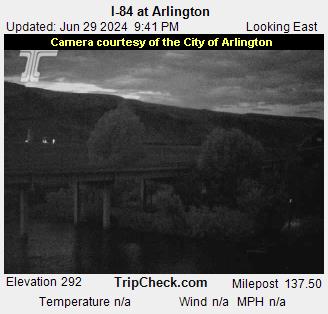 I-84 at Arlington
Updated: Jun 29 2024 9:41 PM Looking East
Camera courtesy of the City of Arlington
Elevation 292 TripCheck.com Milepost 137.50
Temperature n/a Wind n/a MPH n/a